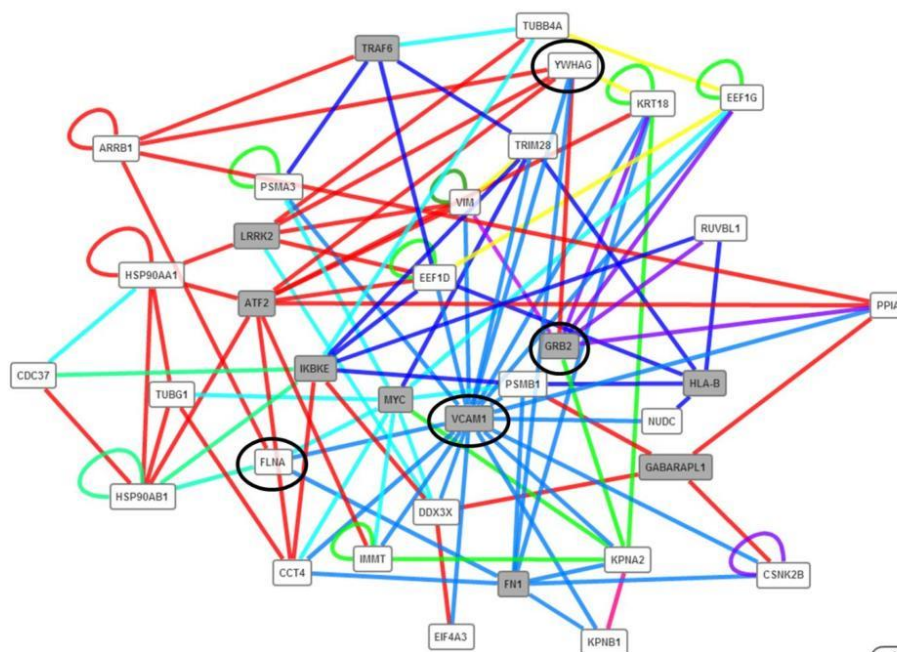 TUBB4A
TRAF6
YWHAG
EEF1G
KRT18
ARRB1
TRIM28
PSMA3
VIM
RUVBL1
LRRK2
HSP90AA1
EEF1D
ATF2
PPIA
GRB2
CDC37
IKBKE
PSMB1
HLA-B
TUBG1
MYC
VCAM1
NUDC
FLNA
GABARAPL1
HSP90AB1
DDX3X
IMMT
KPNA2
CCT4
FN1
CSNK2B
EIF4A3
KPNB1